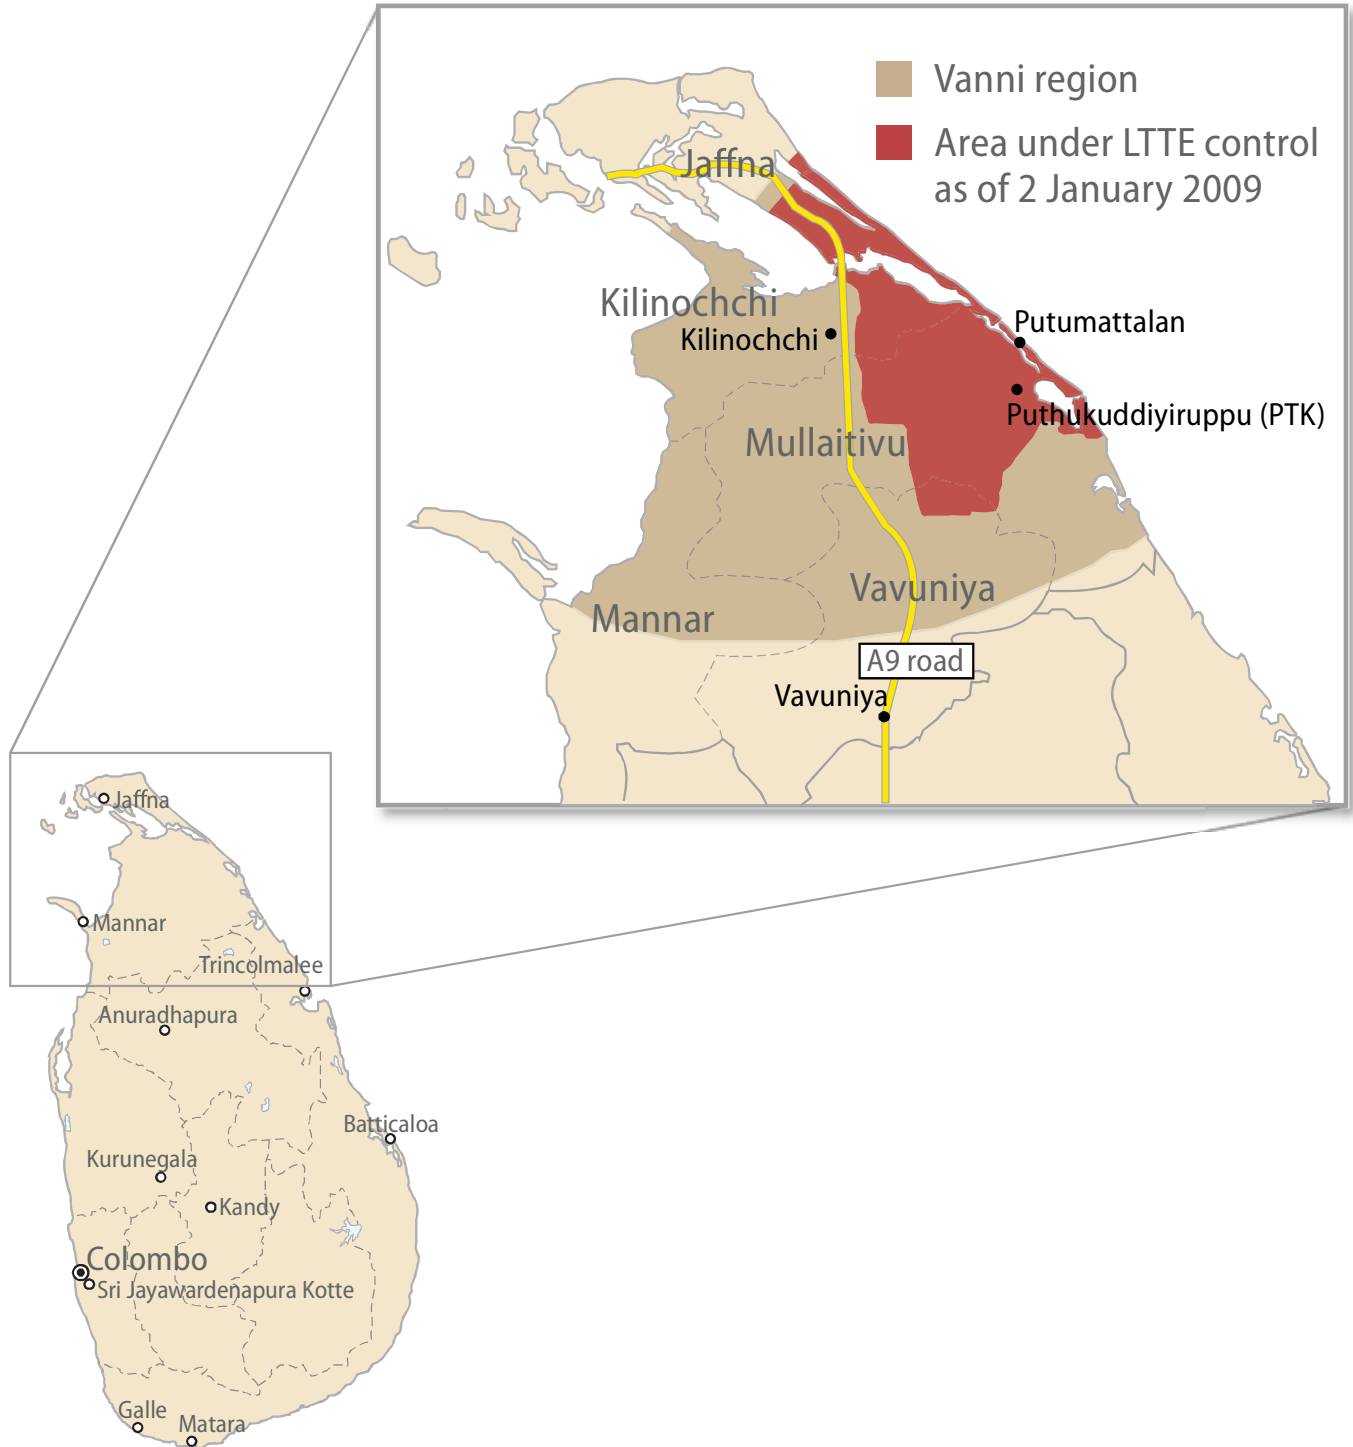 Vanni region
Area under LTTE control
as of 2 January 2009
Jaffna
Kilinochchi
Kilinochchi
Putumattalan
Puthukuddiyiruppu (PTK)
Mullaitivu
Vavuniya
Mannar
A9 road
Vavuniya
Jaffna
Mannar
Trincolmalee
Anuradhapura
Batticaloa
Kurunegala
Kandy
Colombo
Sri Jayawardenapura Kotte
Galle
Matara